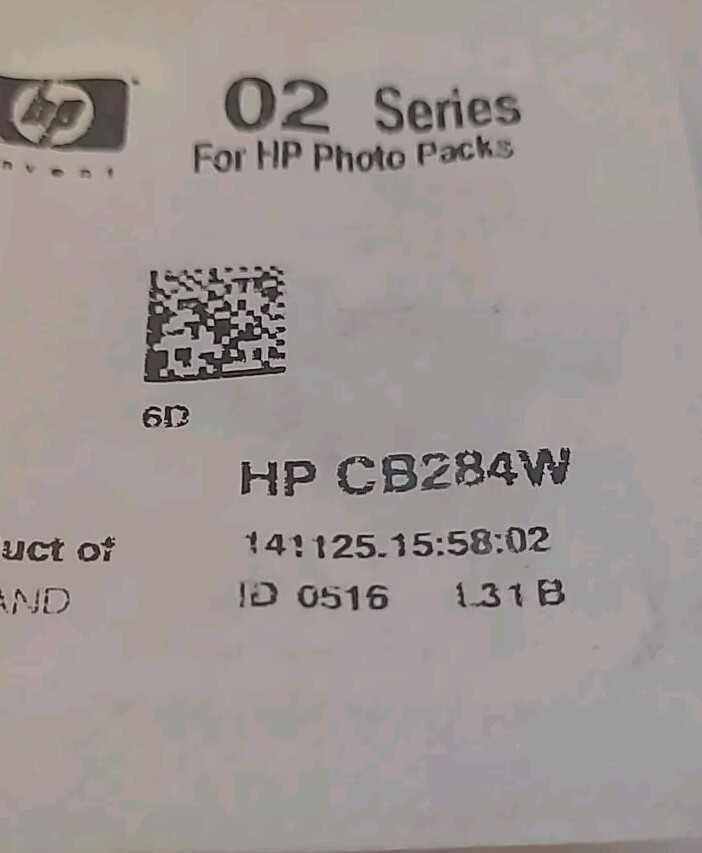 hp
nvent
02 Series
For HP Photo Packs
6D
HP CB284W
uct of
141125.15:58:02
AND
ID 0516 1.31 B